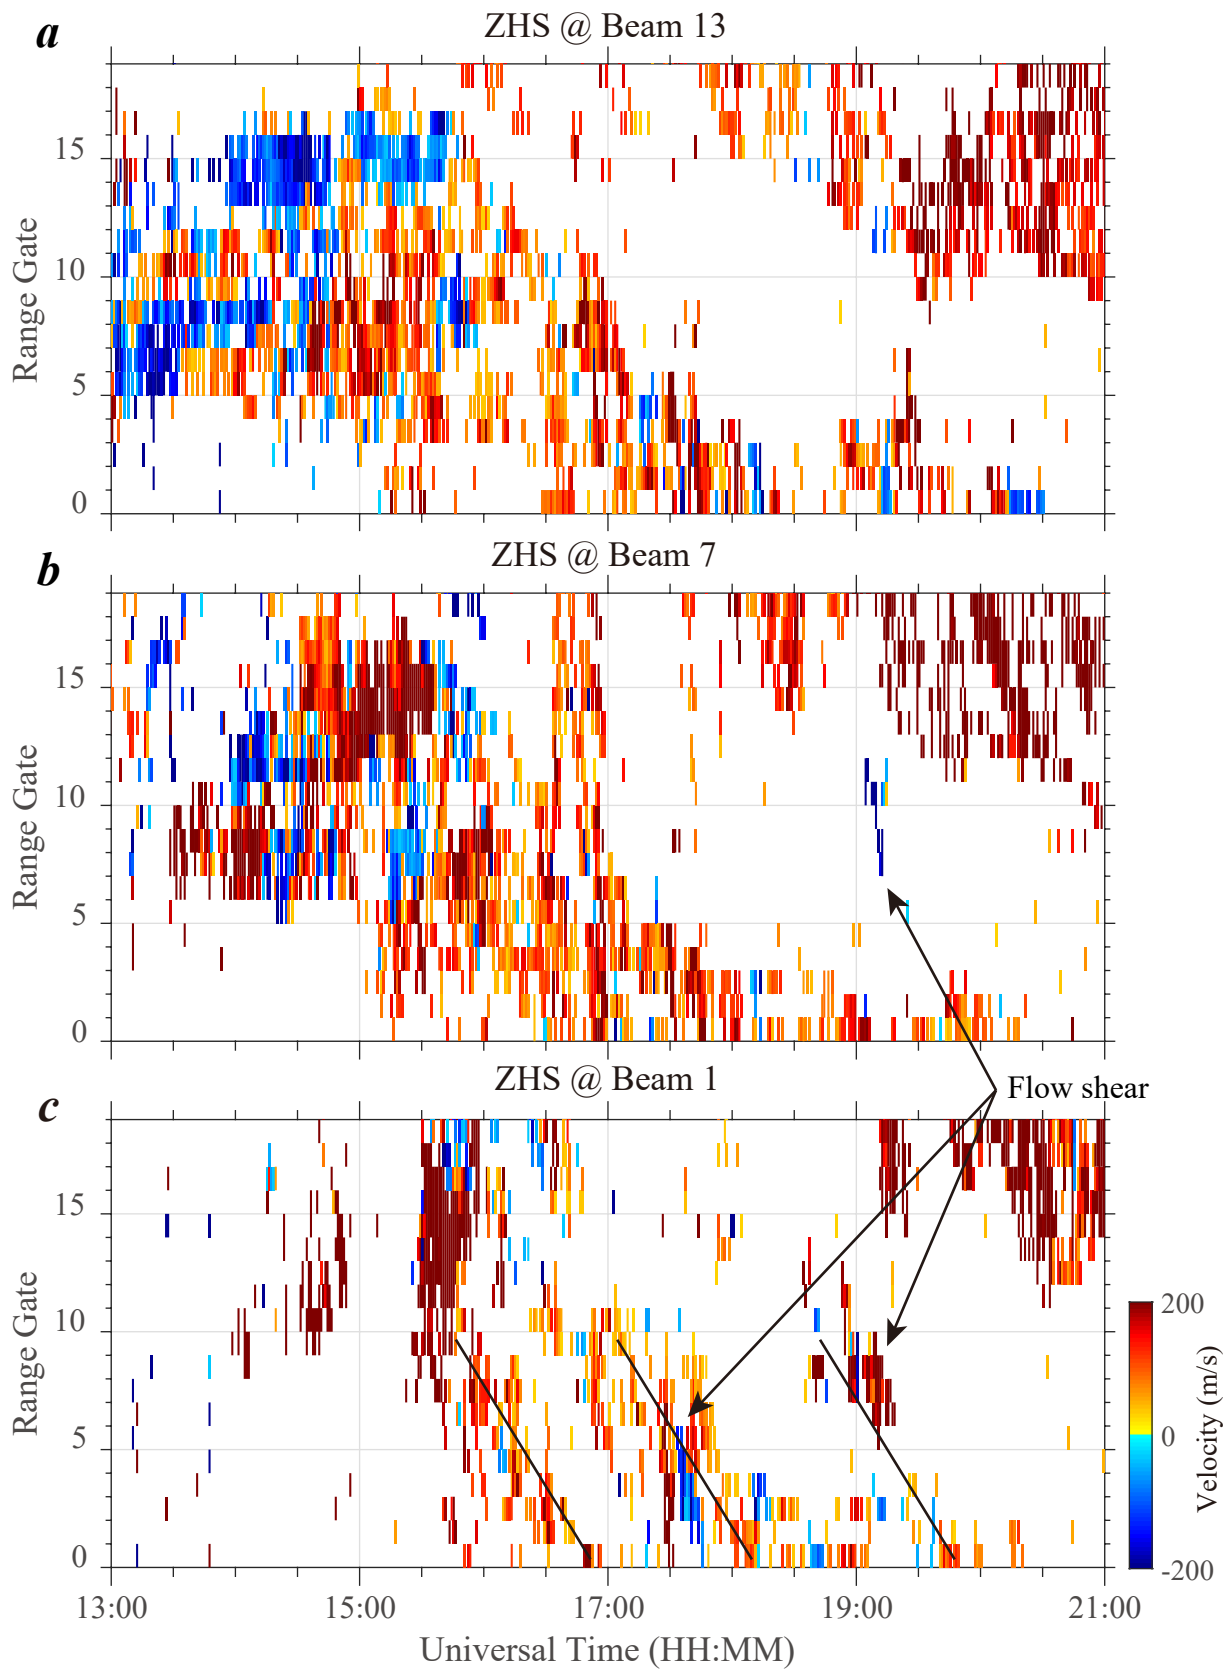 a
ZHS @ Beam 13
15
10
5
0
Range Gate
b
ZHS @ Beam 7
15
10
5
0
Range Gate
Flow shear
c
ZHS @ Beam 1
15
10
5
0
Range Gate
200
0
-200
Velocity (m/s)
13:00 15:00 17:00 19:00 21:00
Universal Time (HH:MM)